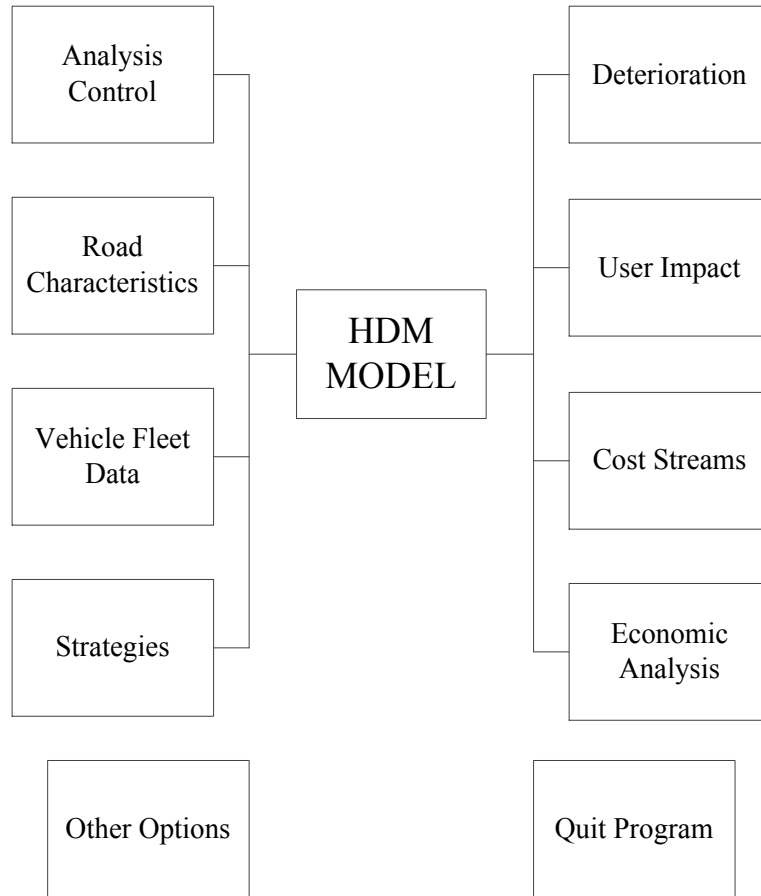 Analysis
Control
Road
Characteristics
Vehicle Fleet
Data
Strategies
Other Options
HDM
MODEL
Deterioration
User Impact
Cost Streams
Economic
Analysis
Quit Program